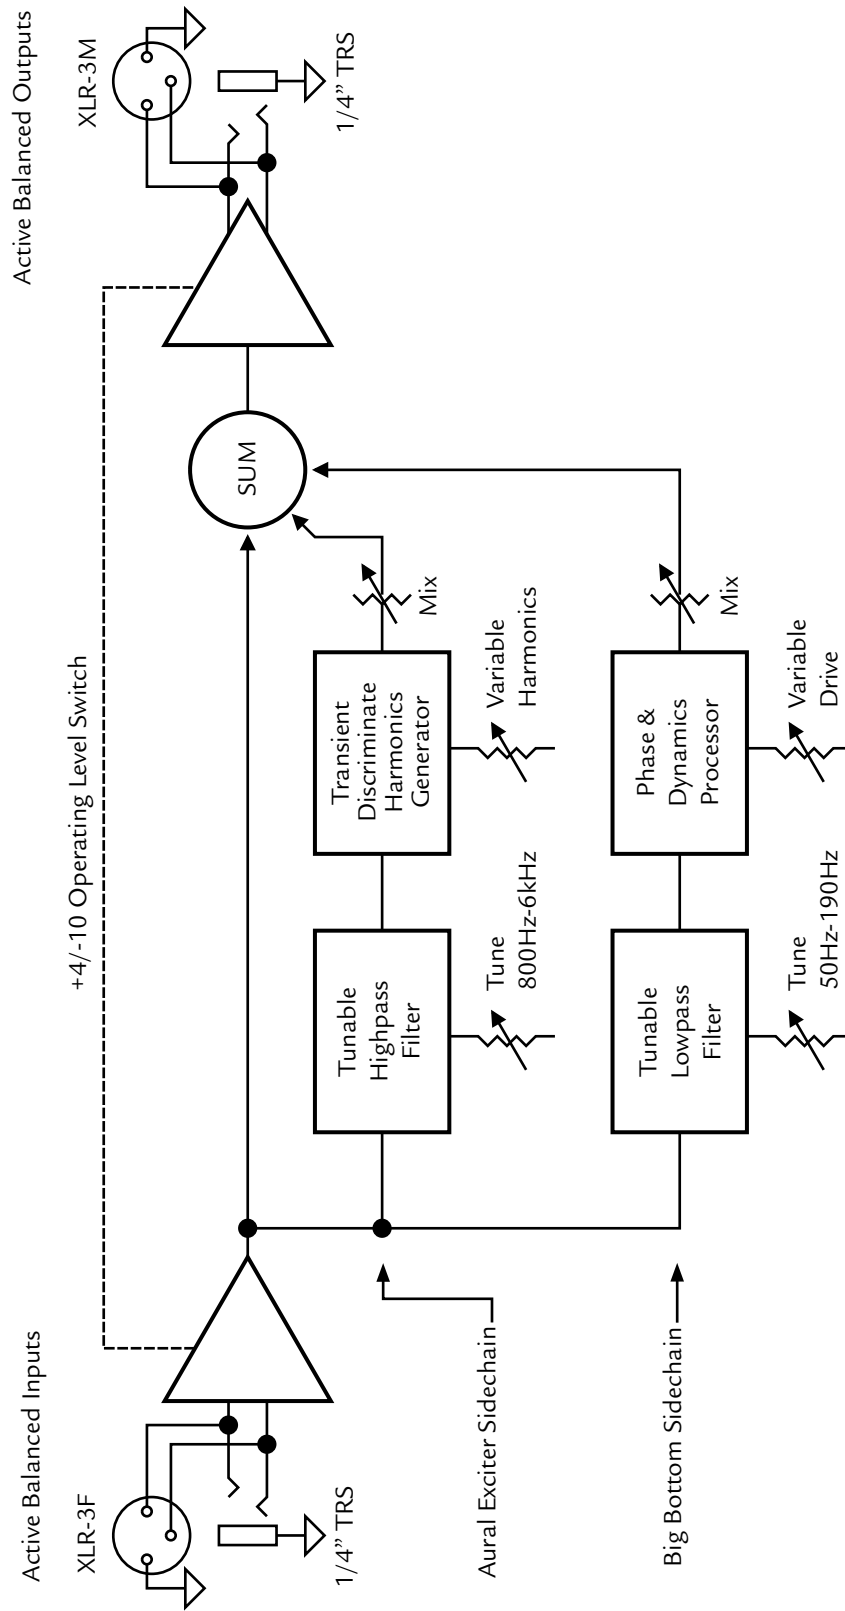 Active Balanced Inputs
Active Balanced Outputs
XLR-3F
+4/-10 Operating Level Switch
XLR-3M
SUM
1/4” TRS
1/4” TRS
Tunable
Highpass
Filter
Transient
Discriminate
Harmonics
Generator
Mix
Tune
800Hz-6kHz
Variable
Harmonics
Aural Exciter Sidechain
Tunable
Lowpass
Filter
Phase &
Dynamics
Processor
Mix
Big Bottom Sidechain
Tune
50Hz-190Hz
Variable
Drive